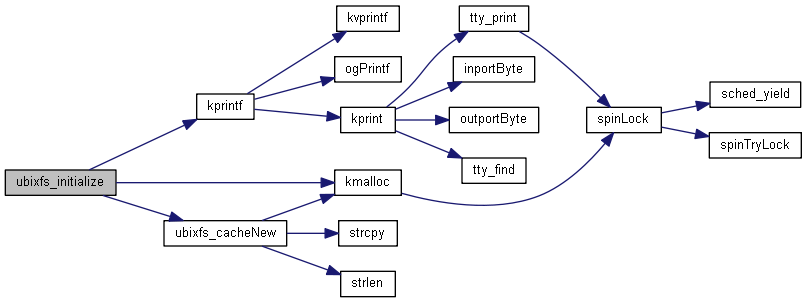 ubixfs_initialize
kprintf
kvprintf
ogPrintf
kprint
tty_print
inportByte
outportByte
tty_find
kmalloc
ubixfs_cacheNew
strcpy
strlen
spinLock
sched_yield
spinTryLock